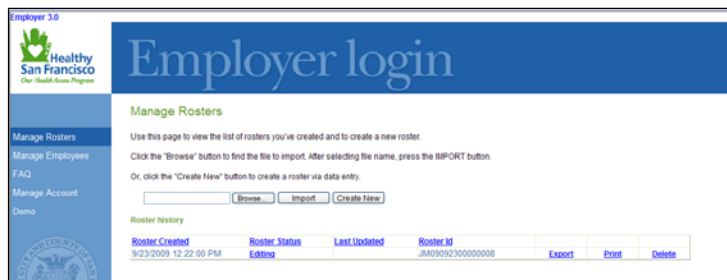 Employer 3.0
Healthy
San Francisco
Our Health Access Program
Employer login
Manage Rosters
Manage Employees
FAQ
Manage Account
Demo
Manage Rosters
Use this page to view the list of rosters you've created and to create a new roster.
Click the "Browse" button to find the file to import. After selecting file name, press the IMPORT button.
Or, click the "Create New" button to create a roster via data entry.
Browse... Import Create New
Roster history
Roster Created Roster Status Last Updated Roster Id
9/23/2009 12:22:00 PM Editing JM09092300000008 Export Print Delete